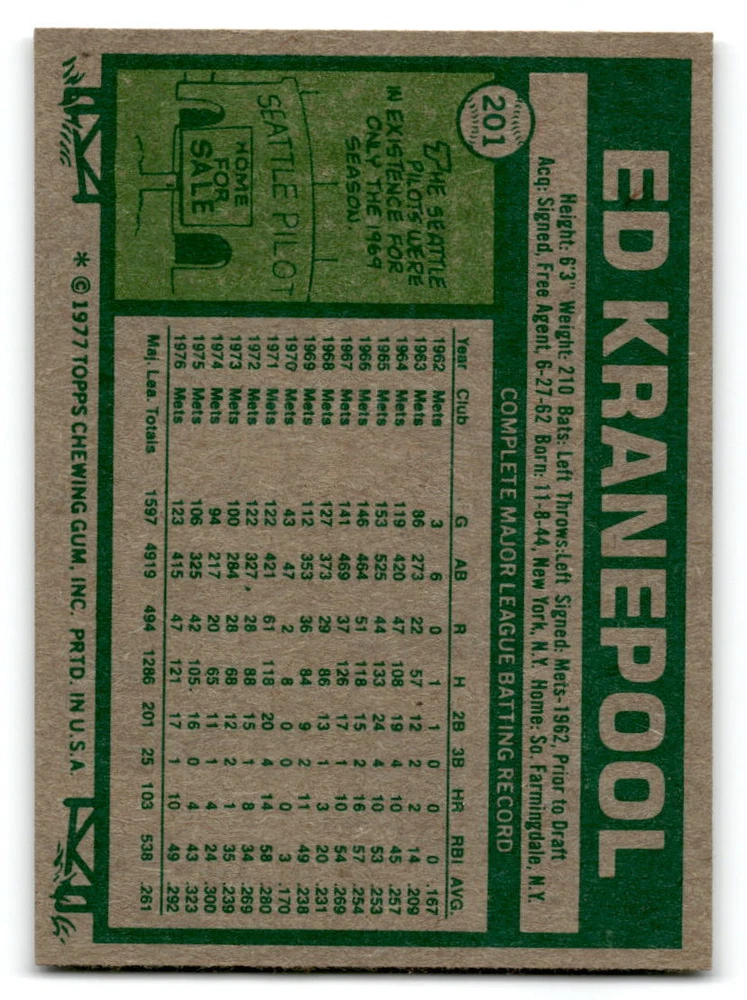 ED KRANEPOOL
201
Height: 6'3" Weight: 210 Bats: Left Throws: Left Signed: Mets-1962, Prior to Draft
Acq: Signed, Free Agent, 6-27-62 Born: 11-8-44, New York, N.Y. Home: So. Farmingdale, N.Y.
THE SEATTLE
PILOTS WERE
IN EXISTENCE FOR
ONLY THE 1969
SEASON.
SEATTLE PILOT
HOME
FOR
SALE
COMPLETE MAJOR LEAGUE BATTING RECORD
Year Club G AB R H 2B 3B HR RBI AVG.
1962 Mets 3 6 0 1 1 0 0 0 .167
1963 Mets 86 273 22 57 12 2 2 14 .209
1964 Mets 119 420 47 108 19 4 10 45 .257
1965 Mets 153 525 44 133 24 4 10 53 .253
1966 Mets 146 464 51 118 15 2 16 57 .254
1967 Mets 141 469 37 126 17 1 10 54 .269
1968 Mets 127 373 29 86 13 1 3 20 .231
1969 Mets 112 353 36 84 9 2 11 49 .238
1970 Mets 43 47 2 8 0 0 0 3 .170
1971 Mets 122 421 61 118 20 4 14 58 .280
1972 Mets 122 327 28 88 15 1 8 34 .269
1973 Mets 100 284 28 68 12 2 1 35 .239
1974 Mets 94 217 20 65 11 1 4 24 .300
1975 Mets 106 325 42 105 16 0 4 43 .323
1976 Mets 123 415 47 121 17 1 10 49 .292
Maj. Lea. Totals 1597 4919 494 1286 201 25 103 538 .261
* © 1977 TOPPS CHEWING GUM, INC. PRTD. IN U.S.A.